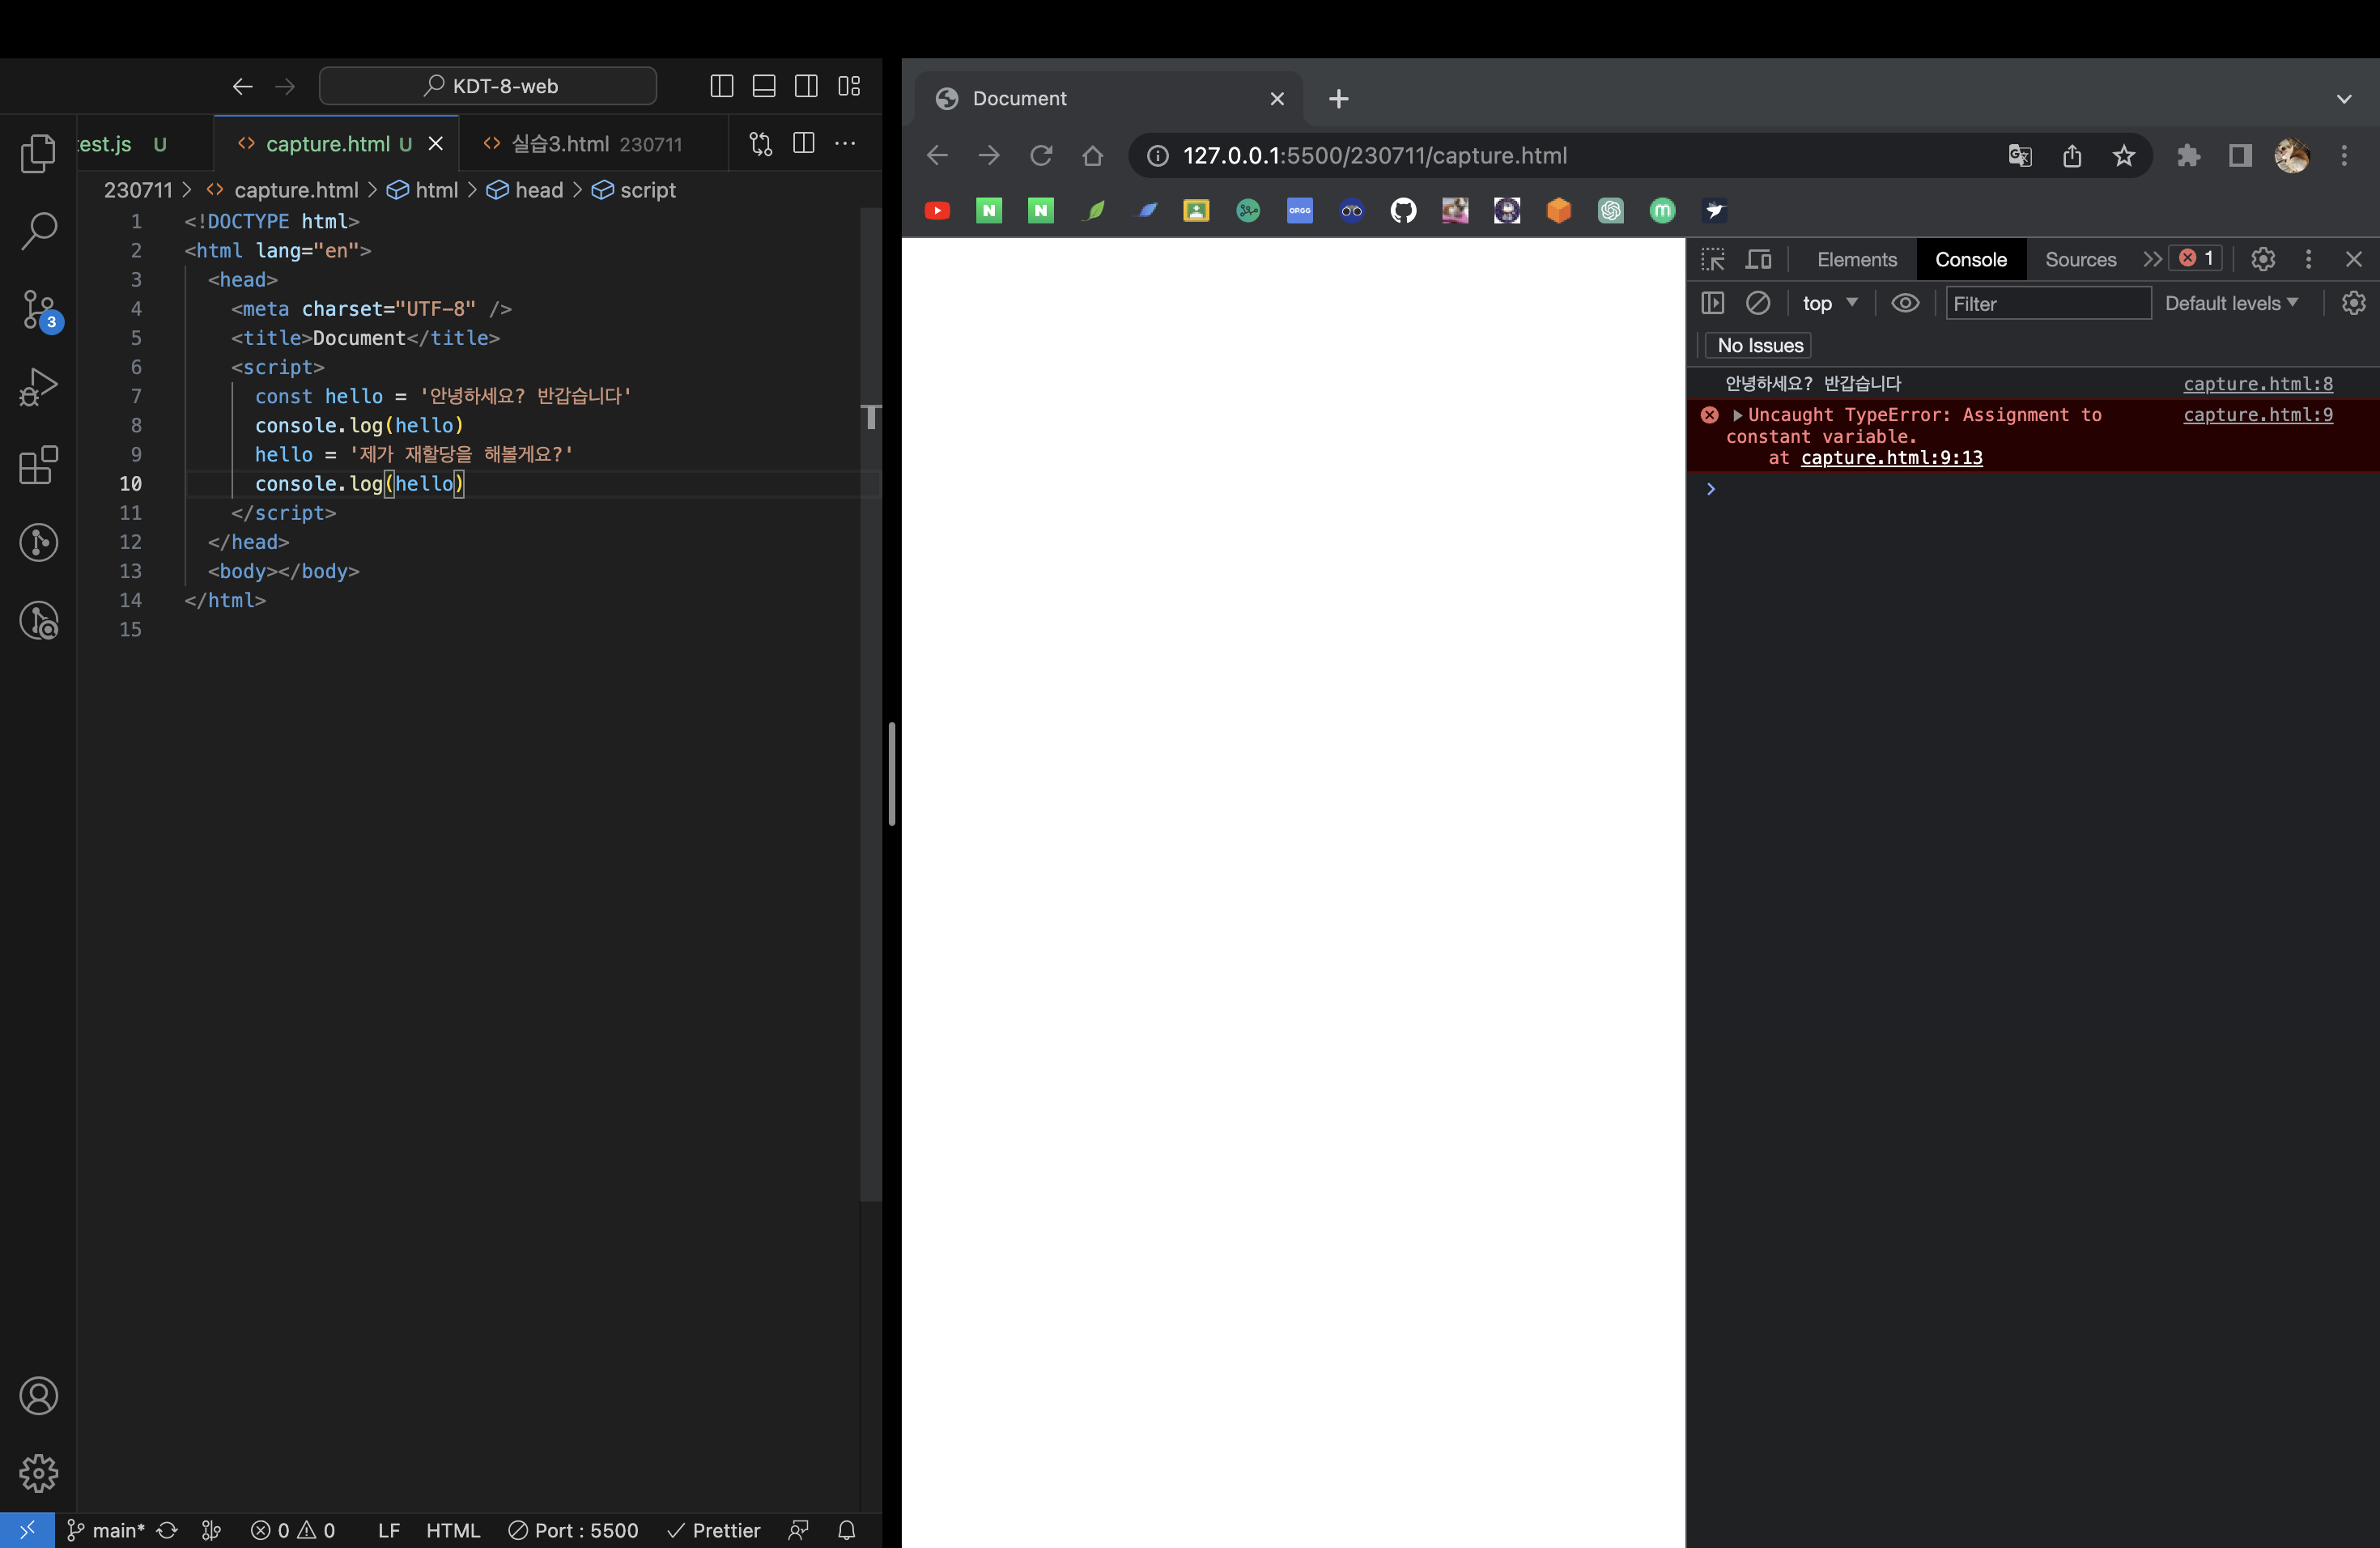 KDT-8-web
est.js U
capture.html U
실습3.html 230711
230711 > capture.html > html > head > script
1 <!DOCTYPE html>
2 <html lang="en">
3 <head>
4 <meta charset="UTF-8" />
5 <title>Document</title>
6 <script>
7 const hello = '안녕하세요? 반갑습니다'
8 console.log(hello)
9 hello = '제가 재할당을 해볼게요?'
10 console.log(hello)
11 </script>
12 </head>
13 <body></body>
14 </html>
15
3
main* 0 0 LF HTML Port : 5500 Prettier
Document
127.0.0.1:5500/230711/capture.html
N N OP.GG m
Elements Console Sources 1
top Filter Default levels
No Issues
안녕하세요? 반갑습니다 capture.html:8
Uncaught TypeError: Assignment to capture.html:9
constant variable.
at capture.html:9:13